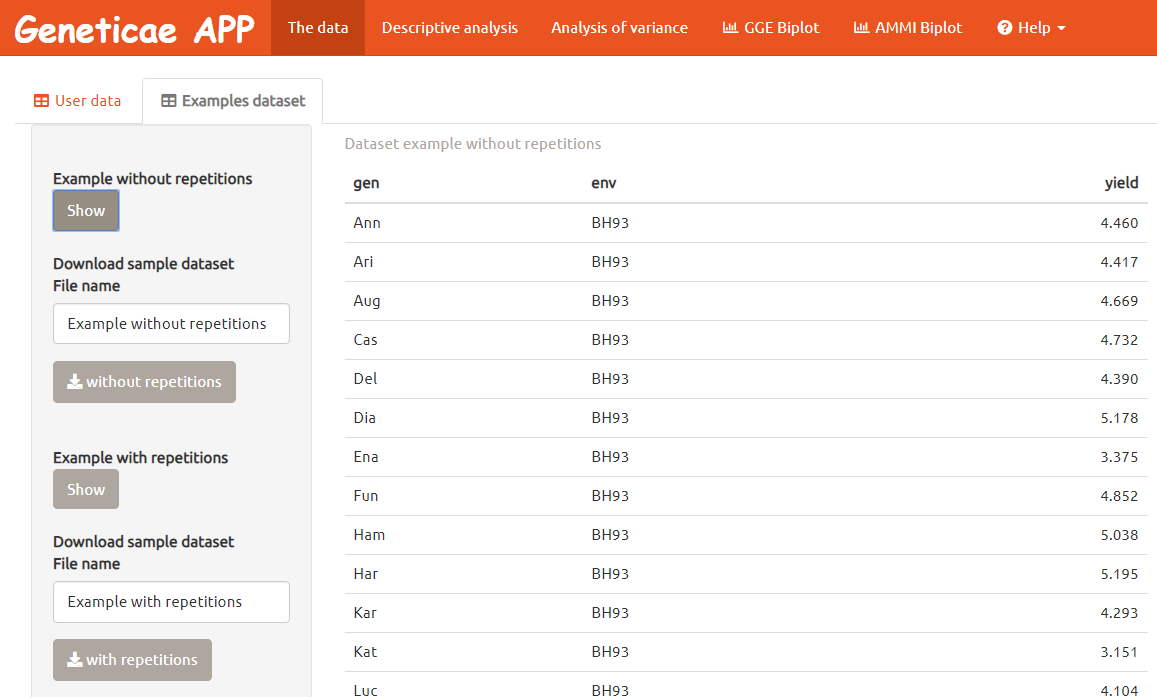 Geneticae APP
The data
Descriptive analysis
Analysis of variance
GGE Biplot
AMMI Biplot
Help
User data
Examples dataset
Example without repetitions
Show
Download sample dataset
File name
Example without repetitions
without repetitions
Example with repetitions
Show
Download sample dataset
File name
Example with repetitions
with repetitions
Dataset example without repetitions
gen env yield
Ann BH93 4.460
Ari BH93 4.417
Aug BH93 4.669
Cas BH93 4.732
Del BH93 4.390
Dia BH93 5.178
Ena BH93 3.375
Fun BH93 4.852
Ham BH93 5.038
Har BH93 5.195
Kar BH93 4.293
Kat BH93 3.151
Luc BH93 4.104